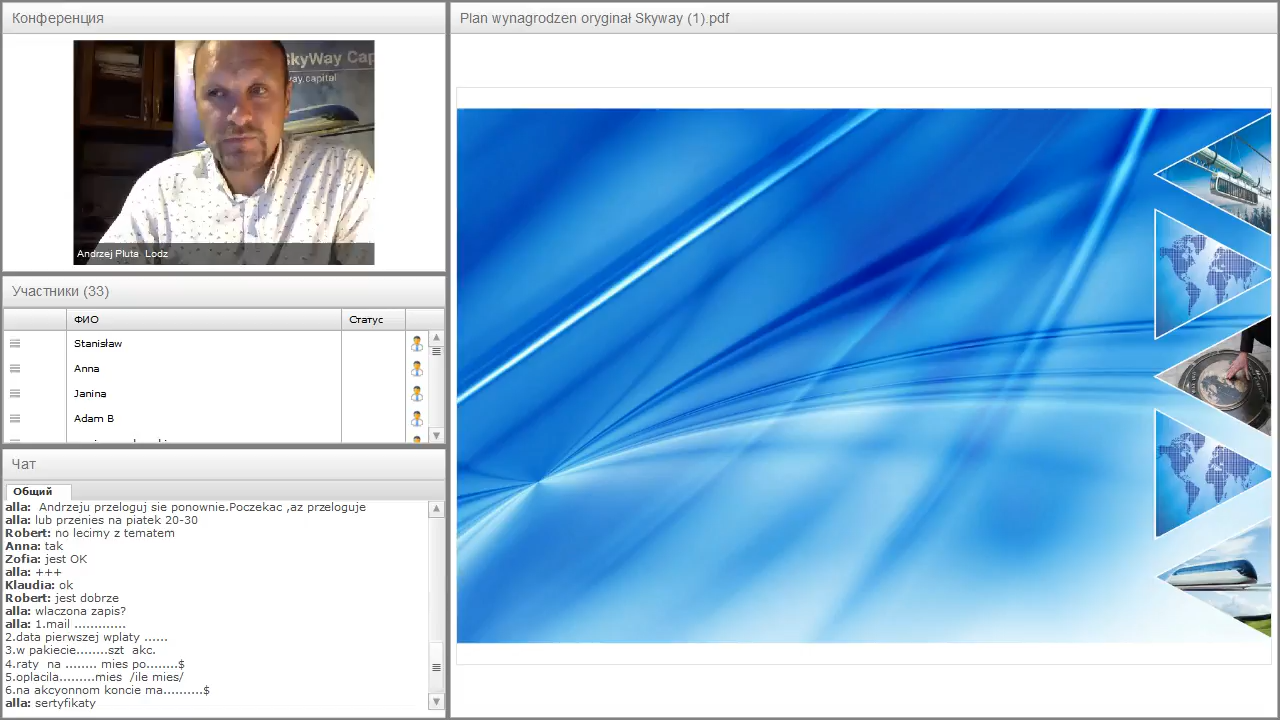 Конференция
SkyWay Cap
way.capital
Andrzej Pluta Lodz
Участники (33)
ФИО Статус
Stanisław
Anna
Janina
Adam B
Чат
Общий
alla: Andrzeju przeloguj sie ponownie.Poczekac ,az przeloguje
alla: lub przenies na piatek 20-30
Robert: no lecimy z tematem
Anna: tak
Zofia: jest OK
alla: +++
Klaudia: ok
Robert: jest dobrze
alla: wlaczona zapis?
alla: 1.mail ............
2.data pierwszej wplaty ......
3.w pakiecie........szt akc.
4.raty na ........ mies po........$
5.oplacila.........mies /ile mies/
6.na akcyonnom koncie ma..........$
alla: sertyfikaty
Plan wynagrodzen oryginał Skyway (1).pdf